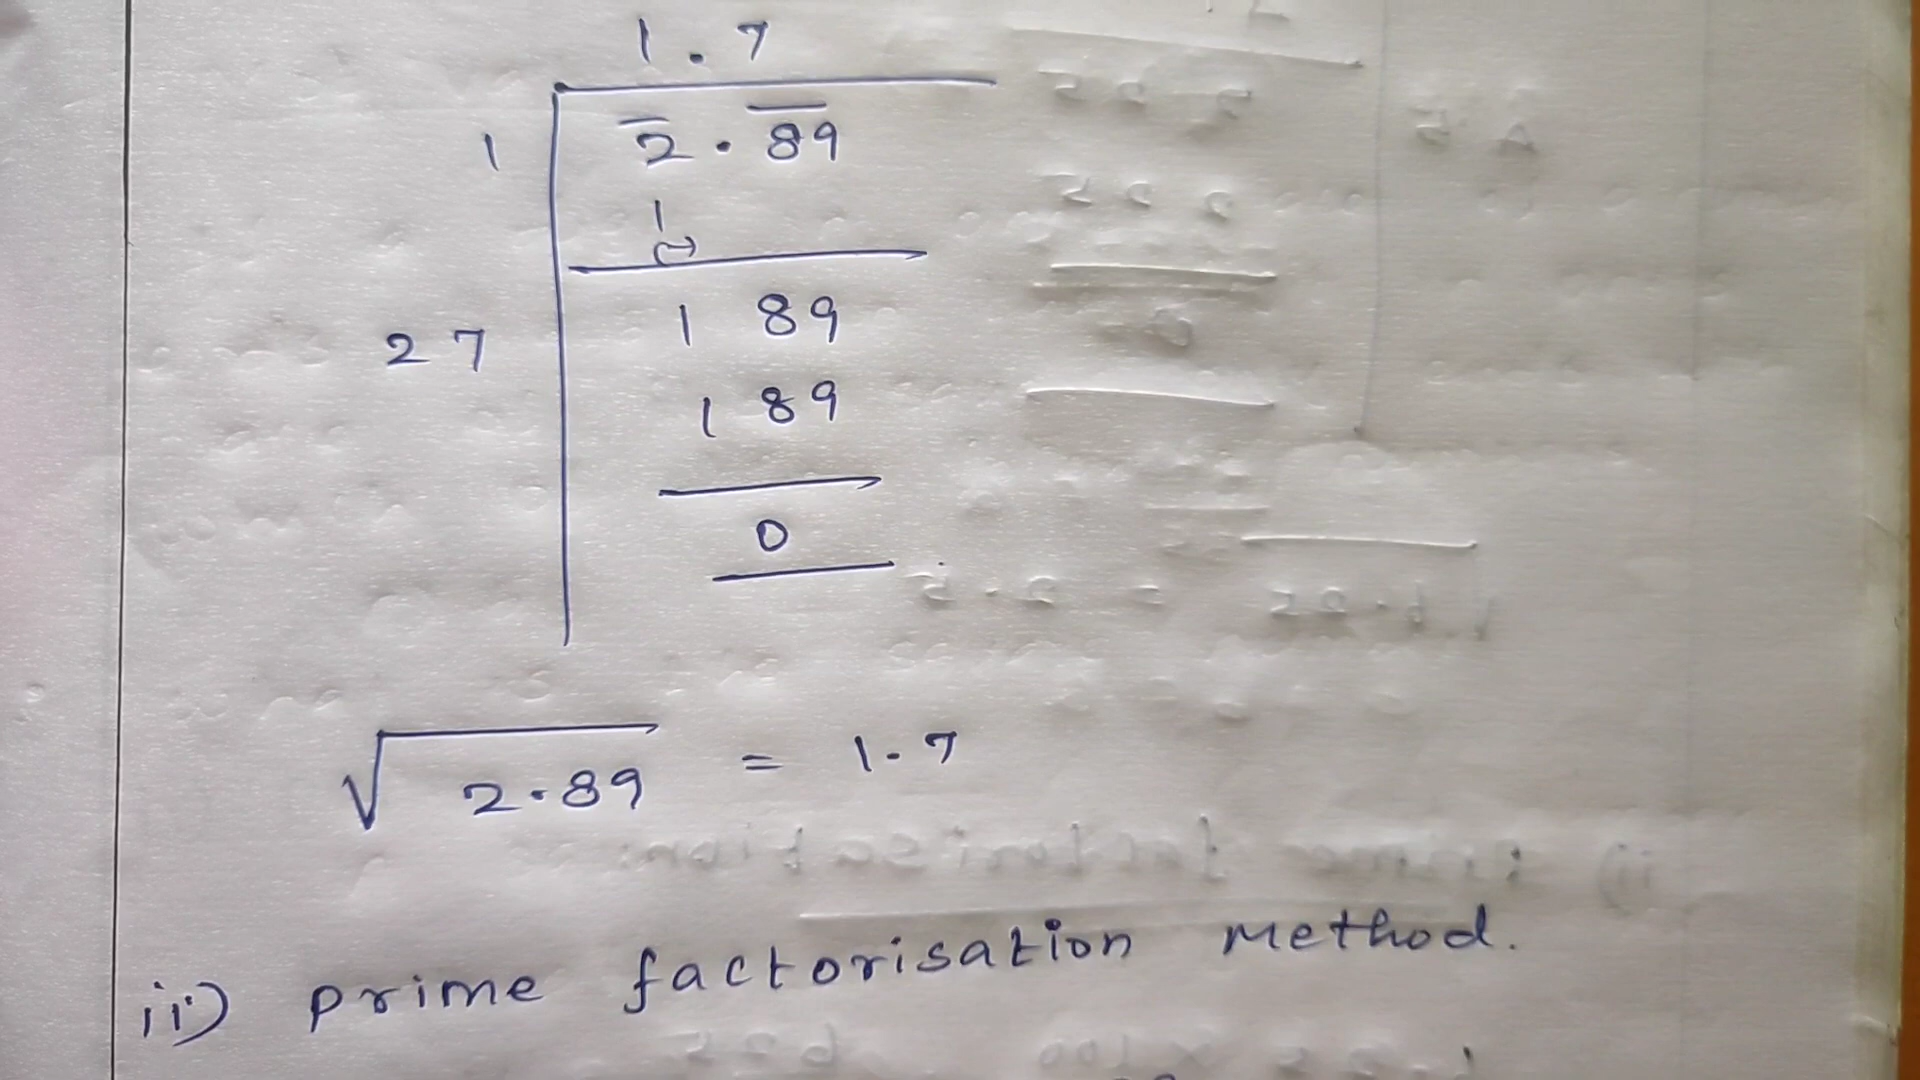 1.7
1 2.89
1
27 1 89
1 89
0
√2.89 = 1.7
ii) prime factorisation method.